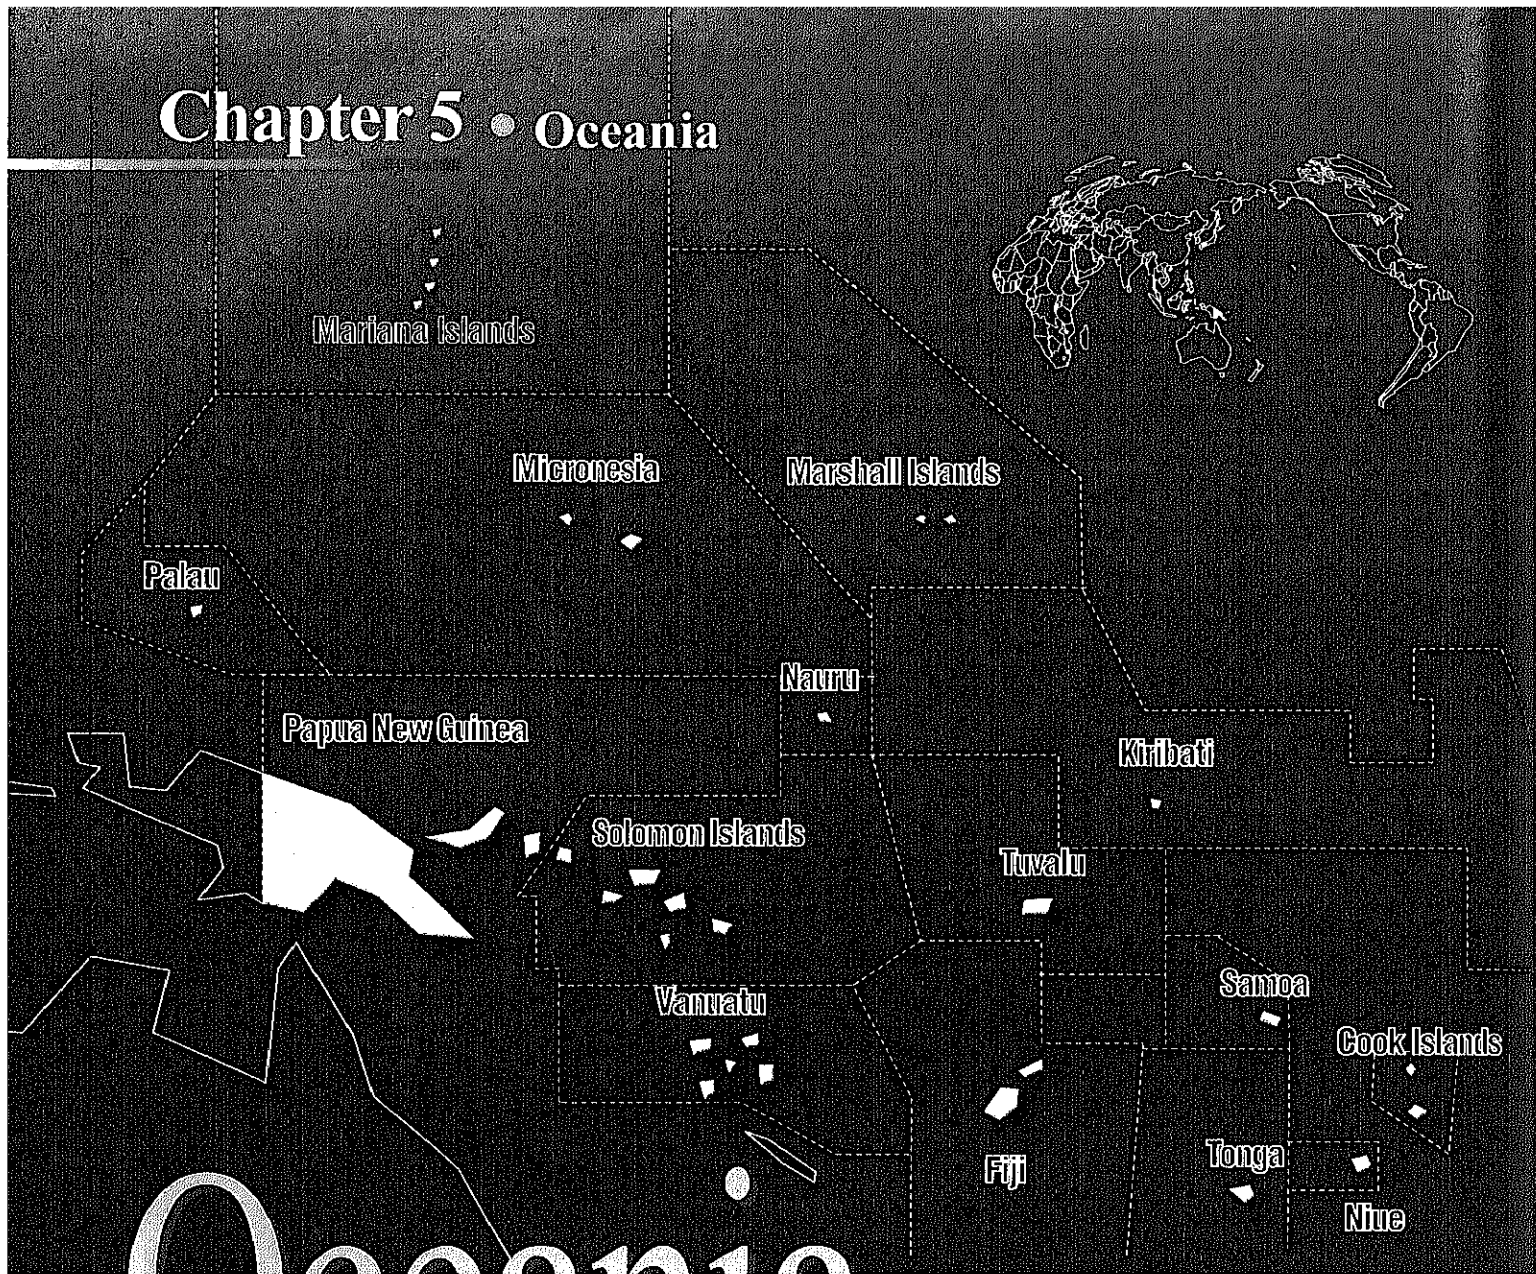 Chapter 5 • Oceania
Mariana Islands
Micronesia
Marshall Islands
Palau
Nauru
Papua New Guinea
Kiribati
Solomon Islands
Tuvalu
Samoa
Vanuatu
Cook Islands
Tonga
Fiji
Niue
Oceania